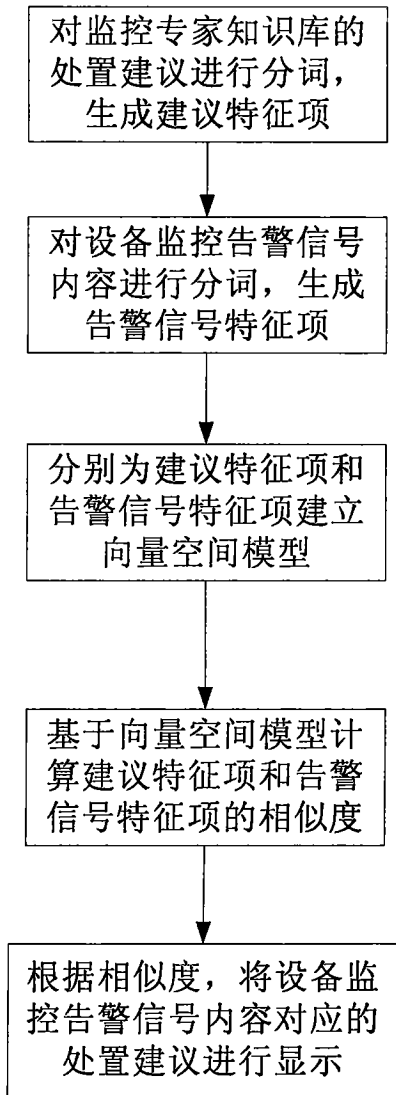 对监控专家知识库的
处置建议进行分词，
生成建议特征项
对设备监控告警信号
内容进行分词，生成
告警信号特征项
分别为建议特征项和
告警信号特征项建立
向量空间模型
基于向量空间模型计
算建议特征项和告警
信号特征项的相似度
根据相似度，将设备监
控告警信号内容对应的
处置建议进行显示